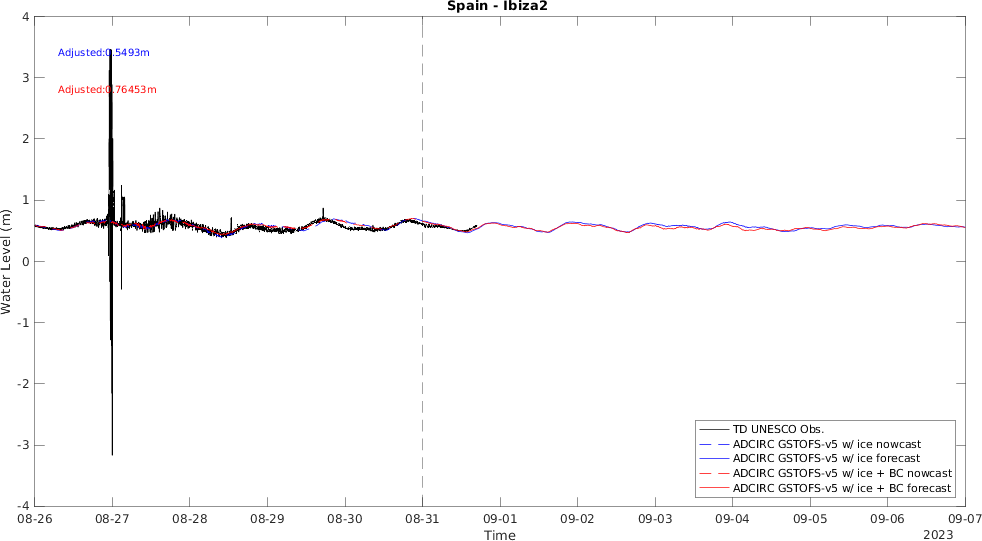 Spain - Ibiza2
Adjusted:0.5493m
Adjusted:0.76453m
Water Level (m)
4
3
2
1
0
-1
-2
-3
-4
TD UNESCO Obs.
ADCIRC GSTOFS-v5 w/ ice nowcast
ADCIRC GSTOFS-v5 w/ ice forecast
ADCIRC GSTOFS-v5 w/ ice + BC nowcast
ADCIRC GSTOFS-v5 w/ ice + BC forecast
08-26 08-27 08-28 08-29 08-30 08-31 09-01 09-02 09-03 09-04 09-05 09-06 09-07
Time
2023